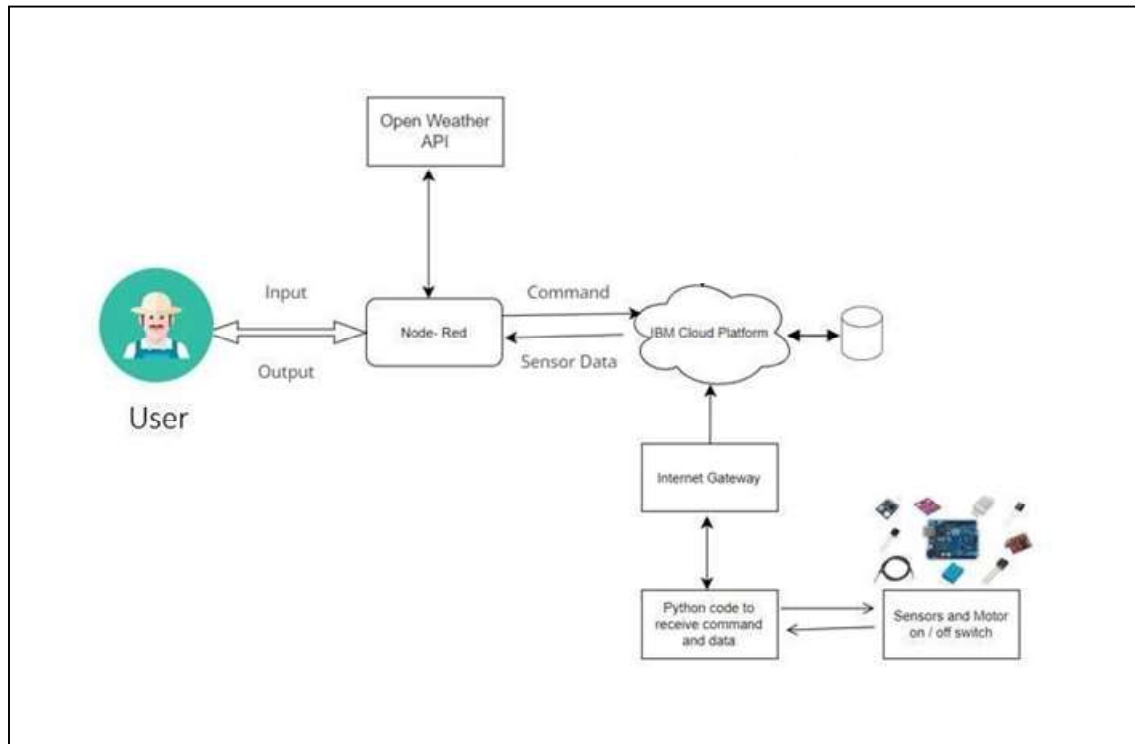 Open Weather
API
Input
Command
Node- Red
IBM Cloud Platform
Output
Sensor Data
User
Internet Gateway
Python code to
receive command
and data
Sensors and Motor
on / off switch